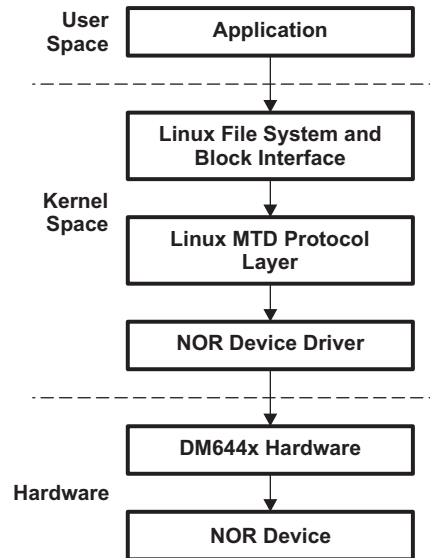 User
Space
Application
Linux File System and
Block Interface
Kernel
Space
Linux MTD Protocol
Layer
NOR Device Driver
DM644x Hardware
Hardware
NOR Device